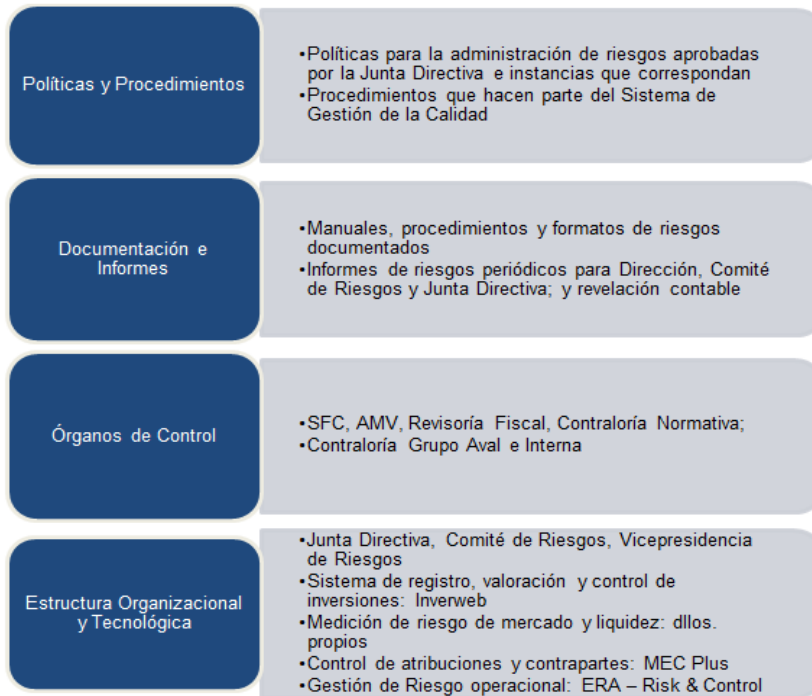 Políticas y Procedimientos
•Políticas para la administración de riesgos aprobadas
por la Junta Directiva e instancias que correspondan
•Procedimientos que hacen parte del Sistema de
Gestión de la Calidad
Documentación e
Informes
•Manuales, procedimientos y formatos de riesgos
documentados
•Informes de riesgos periódicos para Dirección, Comité
de Riesgos y Junta Directiva; y revelación contable
Órganos de Control
•SFC, AMV, Revisoría Fiscal, Contraloría Normativa;
•Contraloría Grupo Aval e Interna
Estructura Organizacional
y Tecnológica
•Junta Directiva, Comité de Riesgos, Vicepresidencia
de Riesgos
•Sistema de registro, valoración y control de
inversiones: Inverweb
•Medición de riesgo de mercado y liquidez: dllos.
propios
•Control de atribuciones y contrapartes: MEC Plus
•Gestión de Riesgo operacional: ERA – Risk & Control